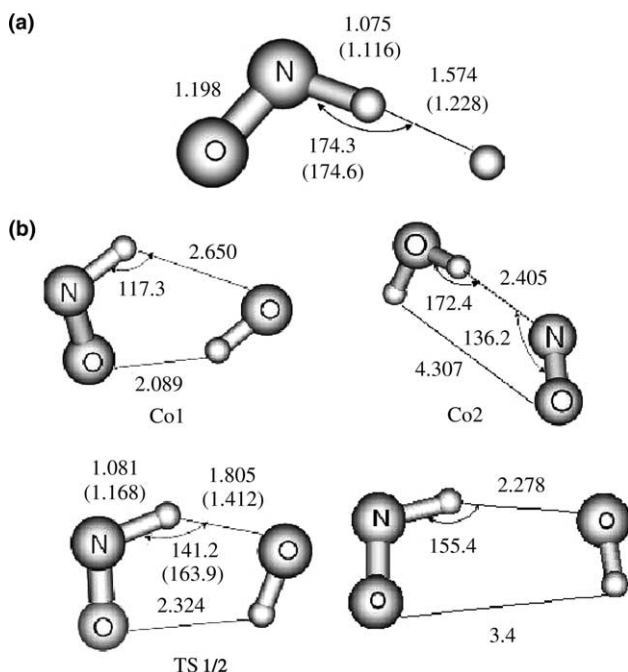 (a)
1.075
(1.116)
1.574
(1.228)
1.198
N
O
174.3
(174.6)
(b)
2.650
N
117.3
O
O
2.089
Co1
O
2.405
172.4
136.2
N
4.307
O
Co2
1.081
(1.168)
1.805
(1.412)
N
141.2
(163.9)
O
2.324
O
TS 1/2
2.278
N
O
155.4
O
3.4